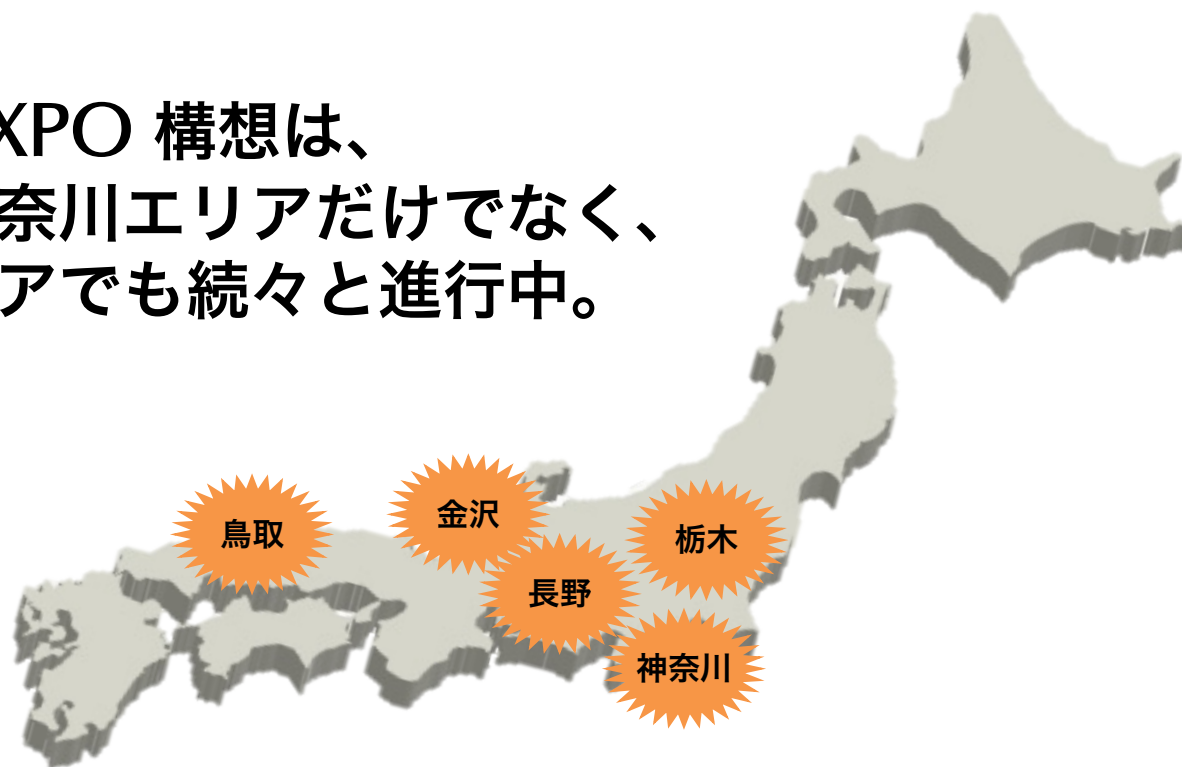 XPO 構想は、
奈川エリアだけでなく、
アでも続々と進行中。
金沢
鳥取
栃木
長野
神奈川